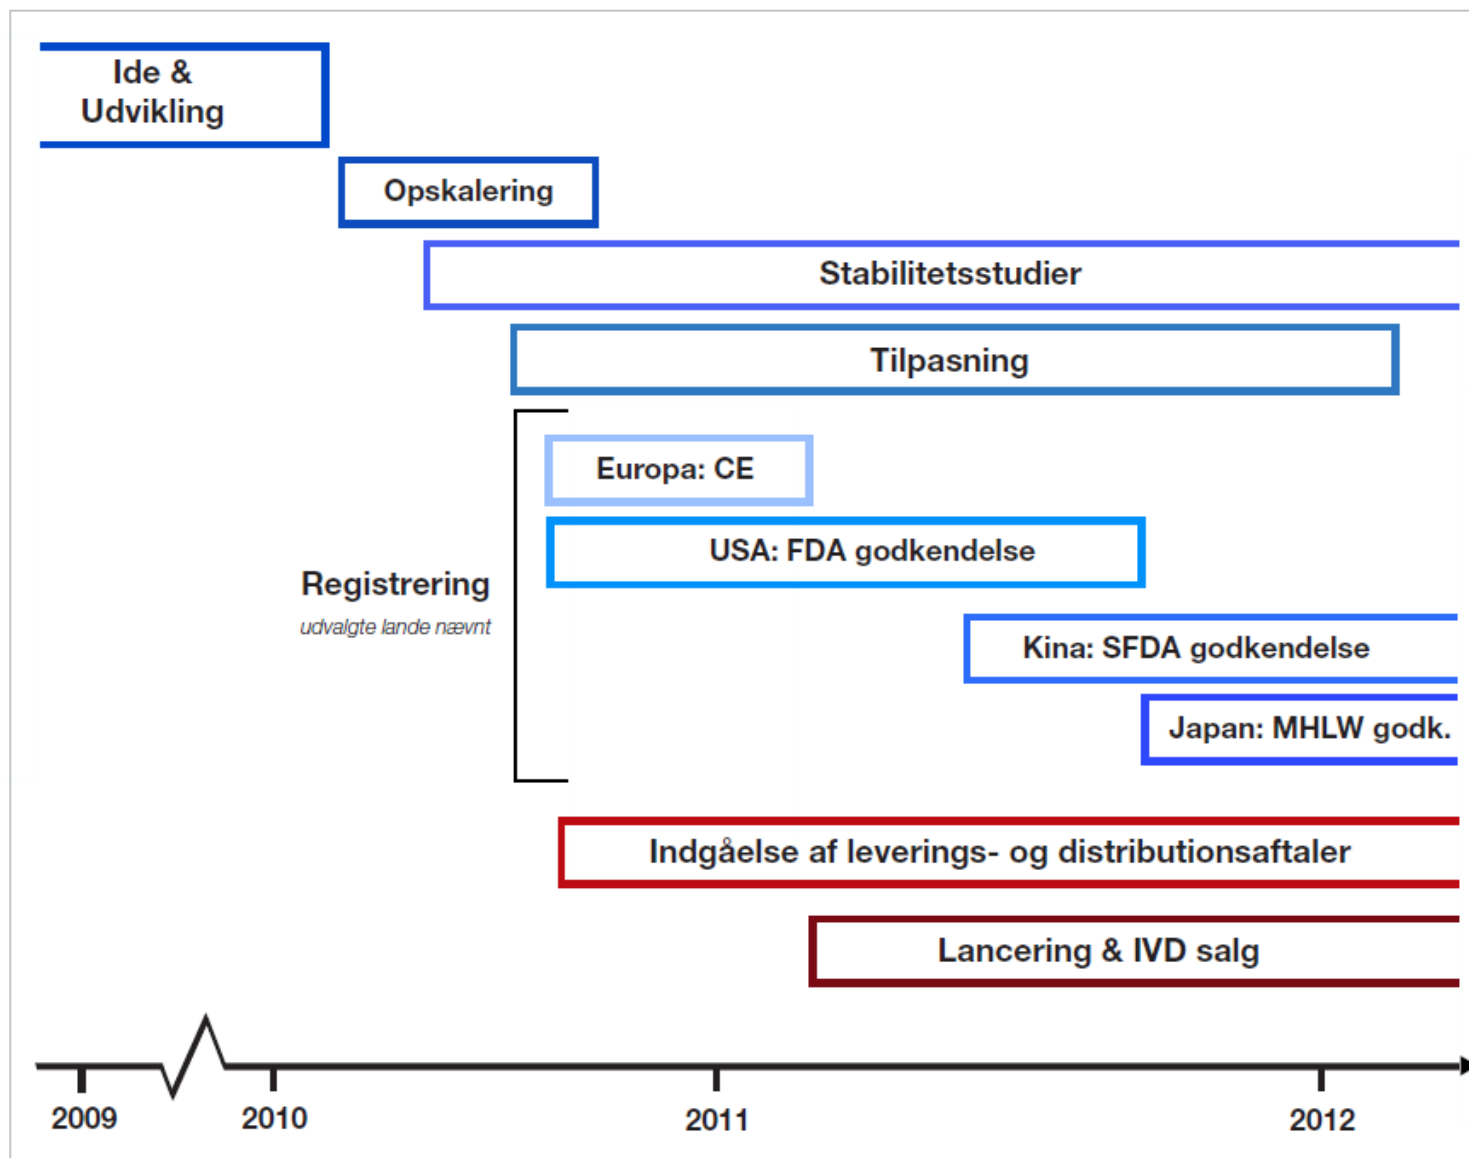 Ide &
Udvikling
Opskalering
Stabilitetsstudier
Tilpasning
Europa: CE
USA: FDA godkendelse
Registrering
udvalgte lande nævnt
Kina: SFDA godkendelse
Japan: MHLW godk.
Indgåelse af leverings- og distributionsaftaler
Lancering & IVD salg
2009
2010
2011
2012